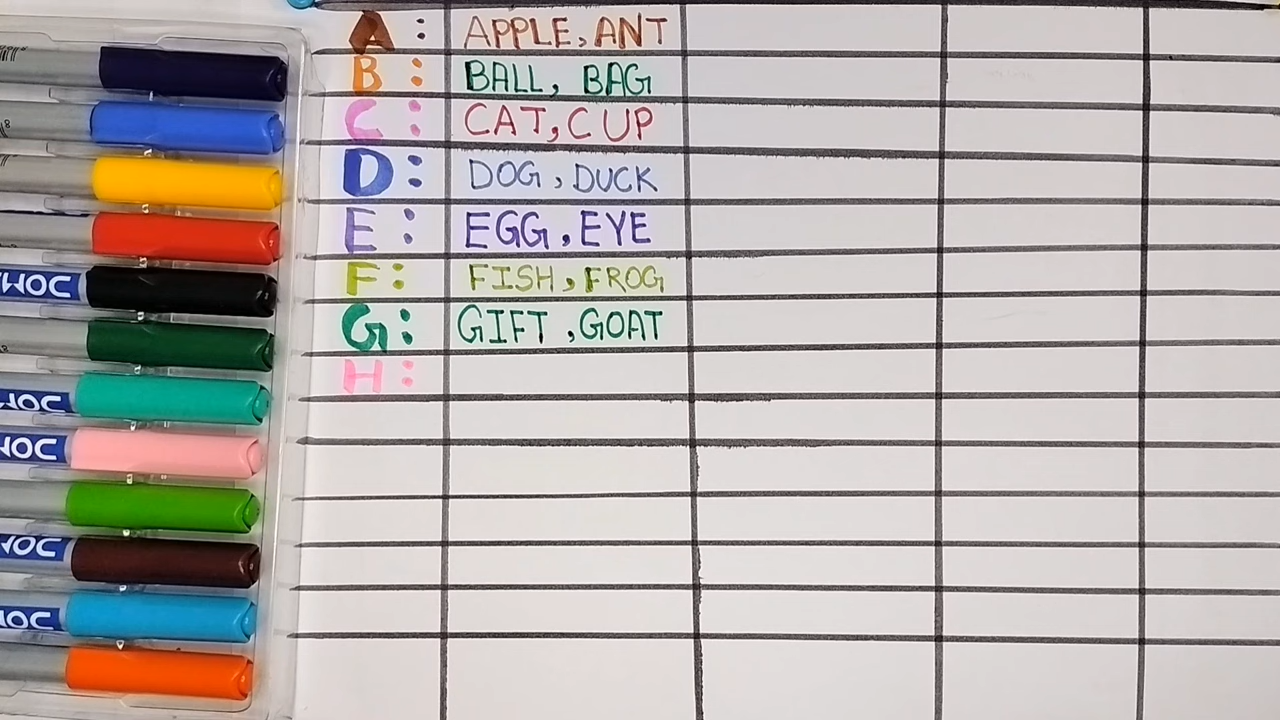 A : APPLE, ANT
B : BALL, BAG
C : CAT, CUP
D : DOG, DUCK
E : EGG, EYE
F : FISH, FROG
G : GIFT, GOAT
H :